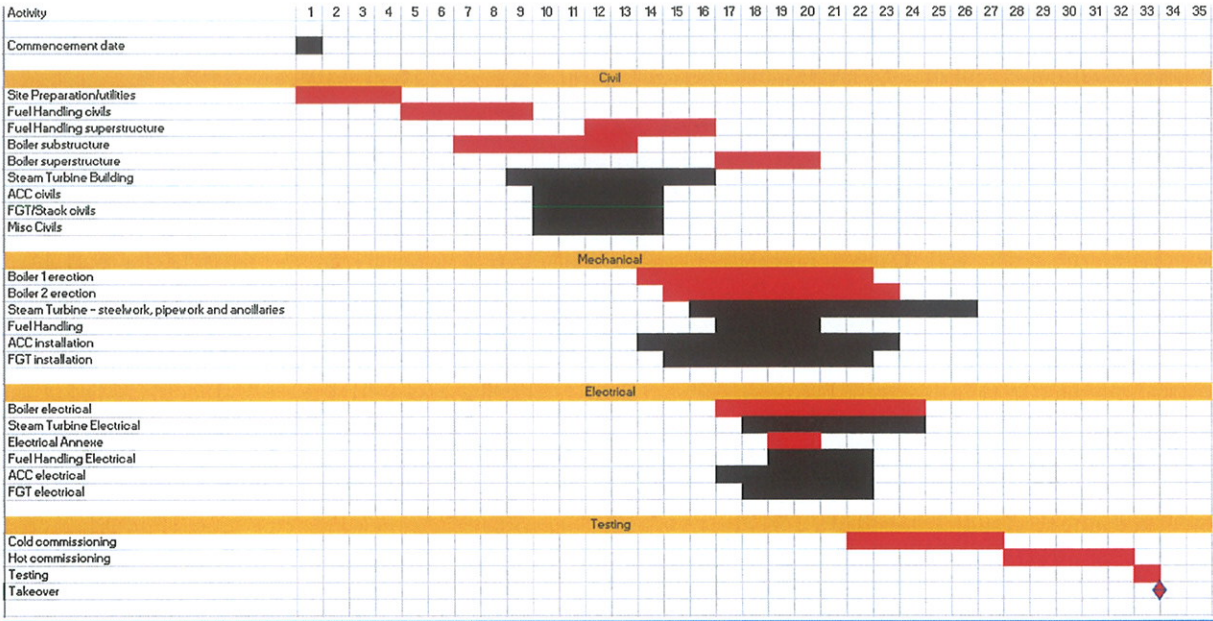 Activity 1 2 3 4 5 6 7 8 9 10 11 12 13 14 15 16 17 18 19 20 21 22 23 24 25 26 27 28 29 30 31 32 33 34 35
Commencement date
Civil
Site Preparation/utilities
Fuel Handling civils
Fuel Handling superstructure
Boiler substructure
Boiler superstructure
Steam Turbine Building
ACC civils
FGT/Stack civils
Misc Civils
Mechanical
Boiler 1 erection
Boiler 2 erection
Steam Turbine - steelwork, pipework and ancillaries
Fuel Handling
ACC installation
FGT installation
Electrical
Boiler electrical
Steam Turbine Electrical
Electrical Annexe
Fuel Handling Electrical
ACC electrical
FGT electrical
Testing
Cold commissioning
Hot commissioning
Testing
Takeover